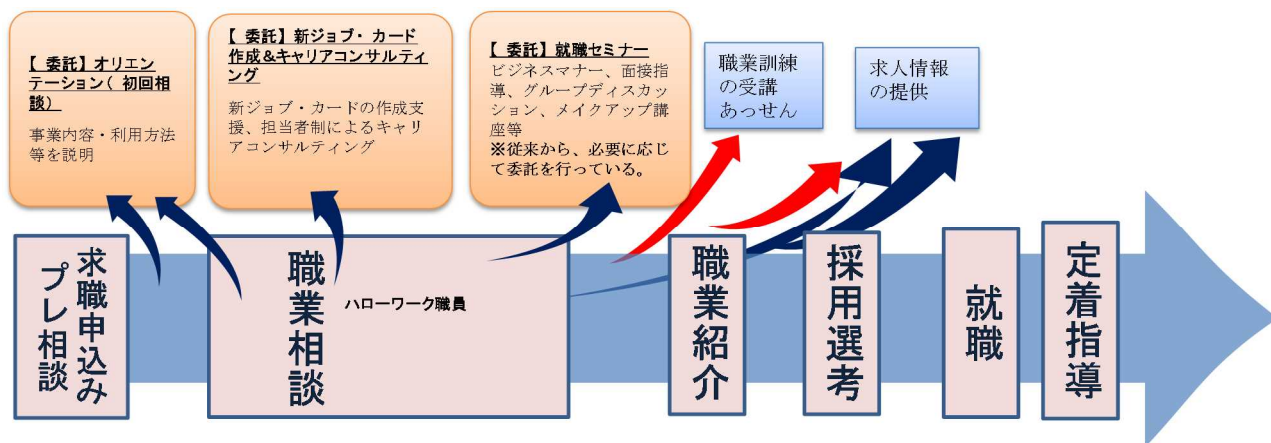 【 委託】オリエン
テーション( 初回相
談)
事業内容・利用方法
等を説明
【 委託】新ジョブ・ カード
作成&キャリアコンサルティ
ング
新ジョブ・カードの作成支
援、担当者制によるキャリ
アコンサルティング
【 委託】就職セミナー
ビジネスマナー、面接指
導、グループディスカッ
ション、メイクアップ講
座等
※従来から、必要に応じ
て委託を行っている。
職業訓練
の受講
あっせん
求人情報
の提供
求職申込み
プレ相談
職業相談
ハローワーク職員
職業紹介
採用選考
就職
定着指導